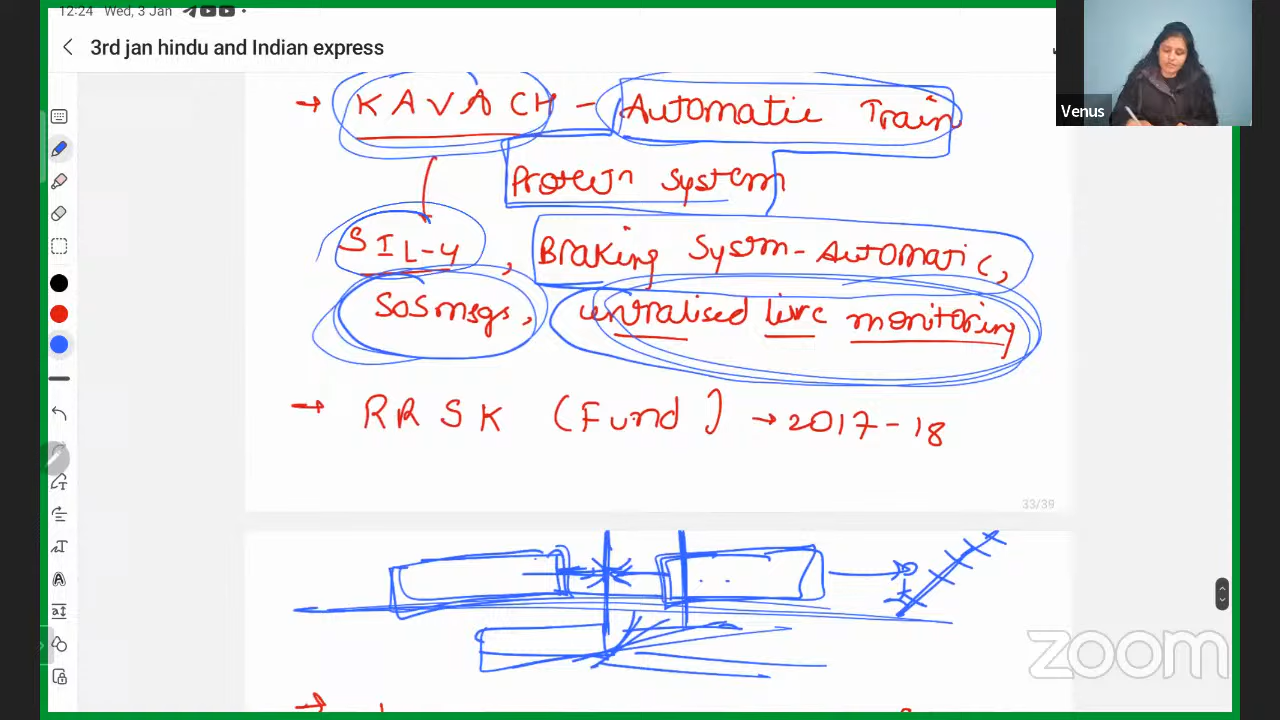 12:24 Wed, 3 Jan
3rd jan hindu and Indian express
Venus
→ KAVACH - Automatic Train
Protectn System
SIL-4, Braking System - Automatic,
SOS msgs, centralised live monitoring
→ RRSK (Fund) → 2017-18
33/39
zoom